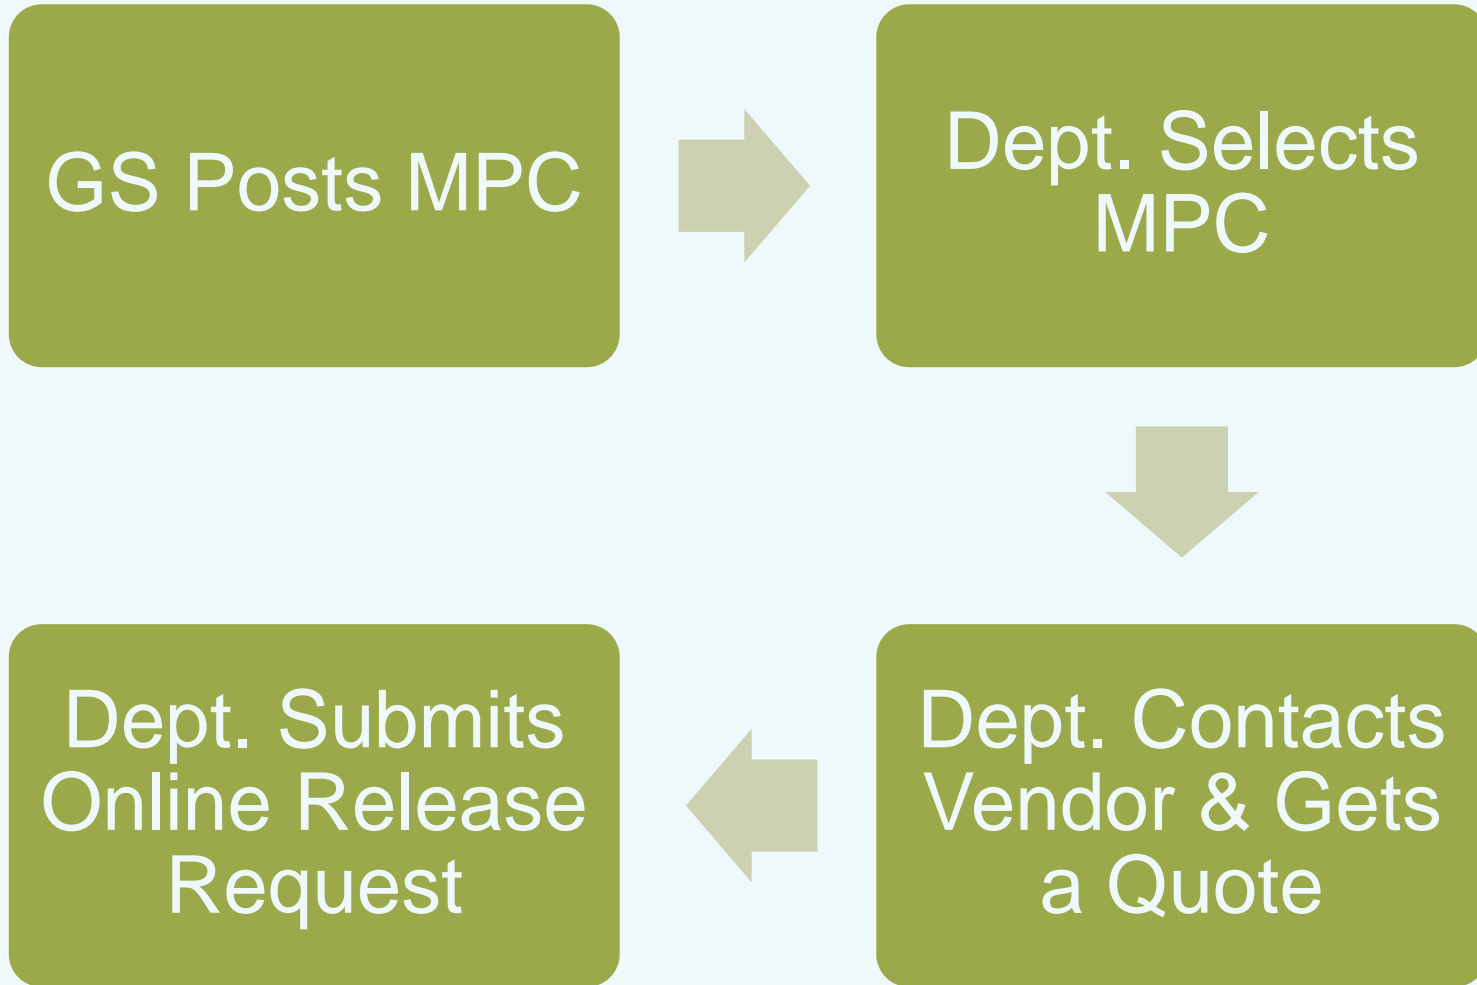 GS Posts MPC
Dept. Selects
MPC
Dept. Contacts
Vendor & Gets
a Quote
Dept. Submits
Online Release
Request